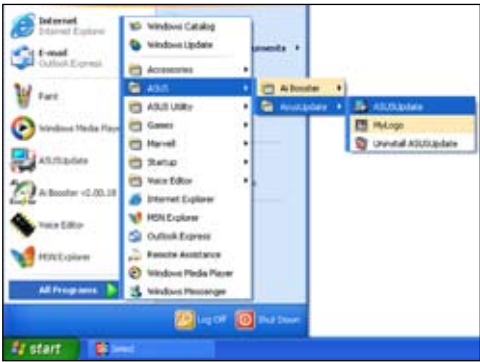 Internet
Internet Explorer
E-mail
Outlook Express
Paint
Windows Media Play
ASUSUpdate
Ai Booster v2.00.18
Voice Editor
MSN Explorer
All Programs
Windows Catalog
Windows Update
Accessories
ASUS
ASUS Utility
Games
Marvell
Startup
Voice Editor
Internet Explorer
MSN Explorer
Outlook Express
Remote Assistance
Windows Media Player
Windows Messenger
uments
Ai Booster
AsusUpdate
ASUSUpdate
MyLogo
Uninstall ASUSUpdate
Log Off
Shut Down
start